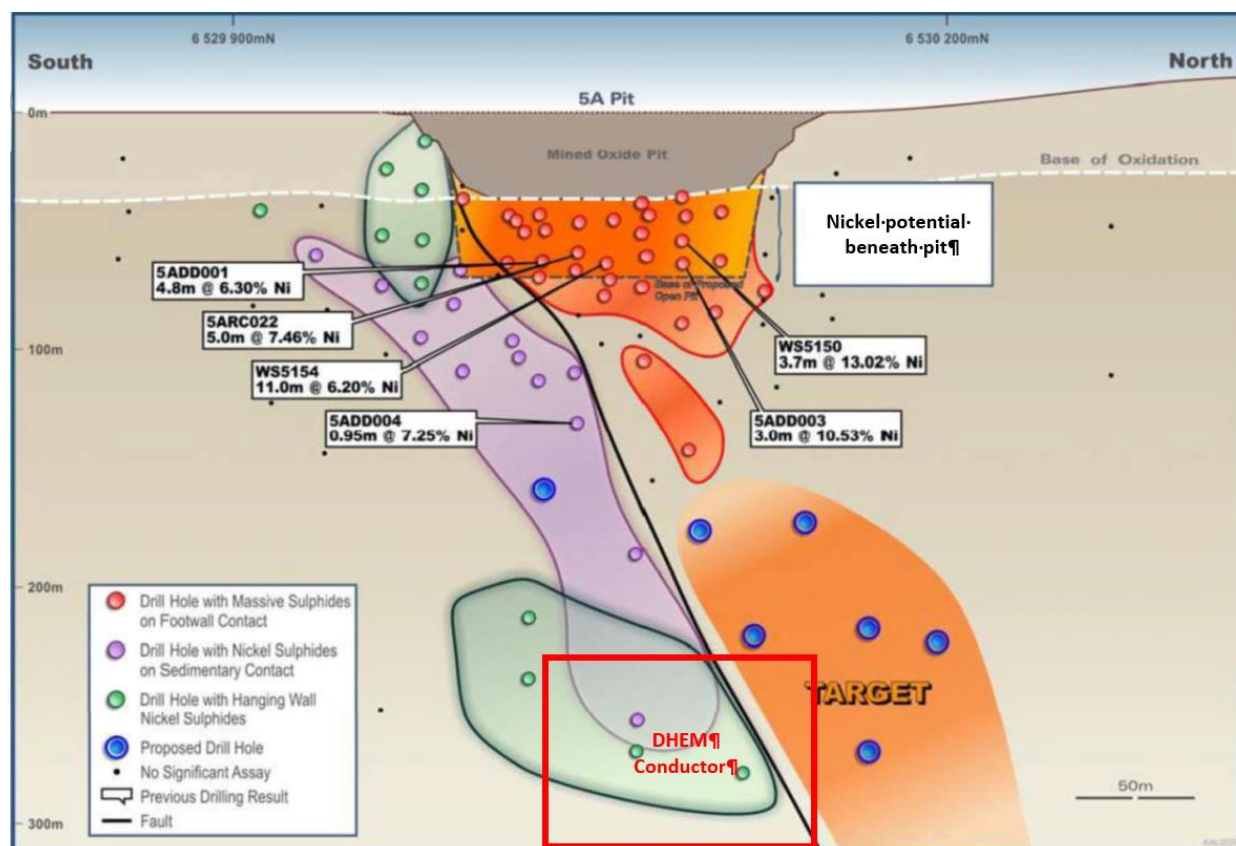 6 529 900mN
6 530 200mN
South
North
5A Pit
0m
Mined Oxide Pit
Base of Oxidation
Nickel·potential·
beneath·pit¶
5ADD001
4.8m @ 6.30% Ni
Base of Proposed
Open Pit
5ARC022
5.0m @ 7.46% Ni
WS5150
3.7m @ 13.02% Ni
100m
WS5154
11.0m @ 6.20% Ni
5ADD004
0.95m @ 7.25% Ni
5ADD003
3.0m @ 10.53% Ni
200m
Drill Hole with Massive Sulphides
on Footwall Contact
Drill Hole with Nickel Sulphides
on Sedimentary Contact
Drill Hole with Hanging Wall
Nickel Sulphides
Proposed Drill Hole
No Significant Assay
Previous Drilling Result
Fault
TARGET
DHEM¶
Conductor¶
50m
300m